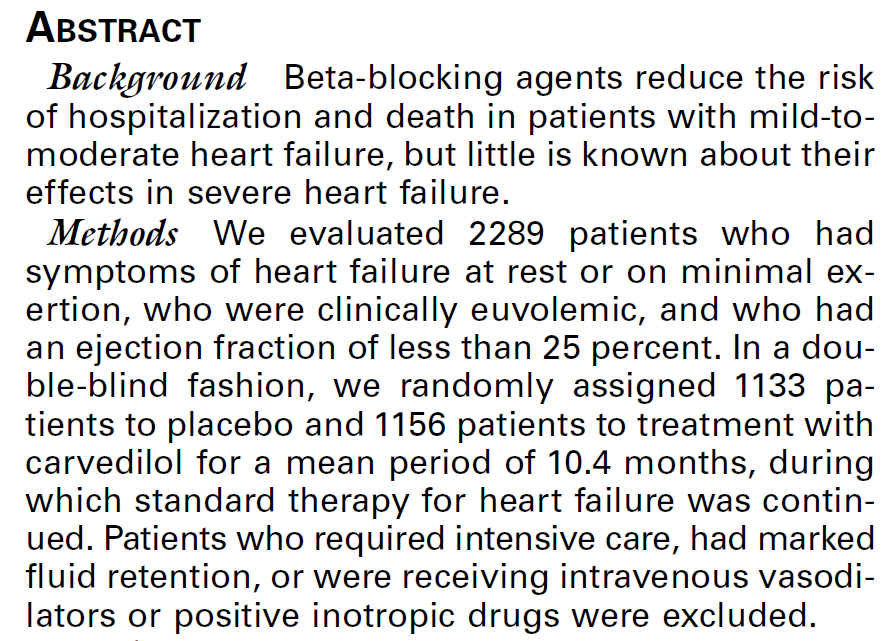 ABSTRACT
Background Beta-blocking agents reduce the risk
of hospitalization and death in patients with mild-to-
moderate heart failure, but little is known about their
effects in severe heart failure.
Methods We evaluated 2289 patients who had
symptoms of heart failure at rest or on minimal ex-
ertion, who were clinically euvolemic, and who had
an ejection fraction of less than 25 percent. In a dou-
ble-blind fashion, we randomly assigned 1133 pa-
tients to placebo and 1156 patients to treatment with
carvedilol for a mean period of 10.4 months, during
which standard therapy for heart failure was contin-
ued. Patients who required intensive care, had marked
fluid retention, or were receiving intravenous vasodi-
lators or positive inotropic drugs were excluded.